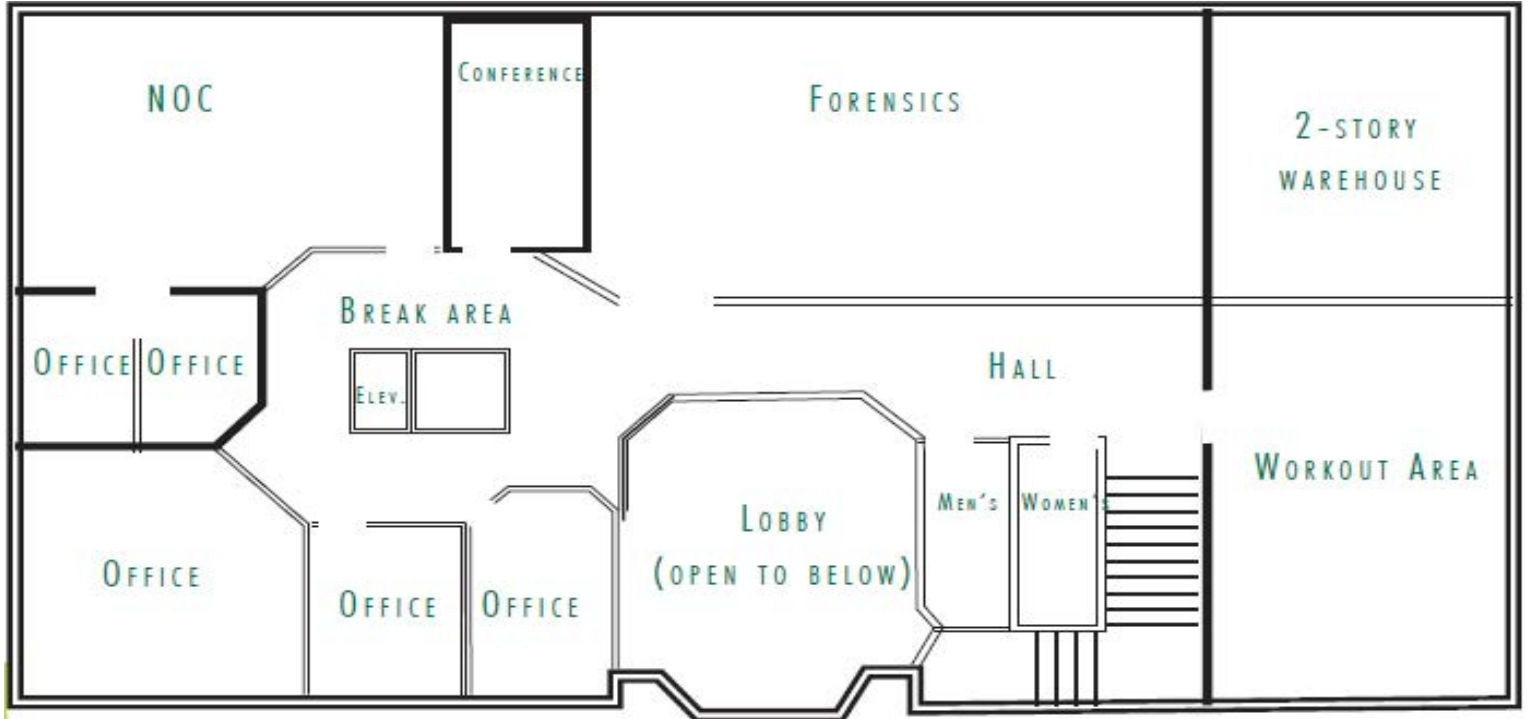 NOC
Conference
Forensics
2-story
warehouse
Break area
Office
Office
Elev.
Hall
Workout Area
Men's
Women's
Lobby
(open to below)
Office
Office
Office